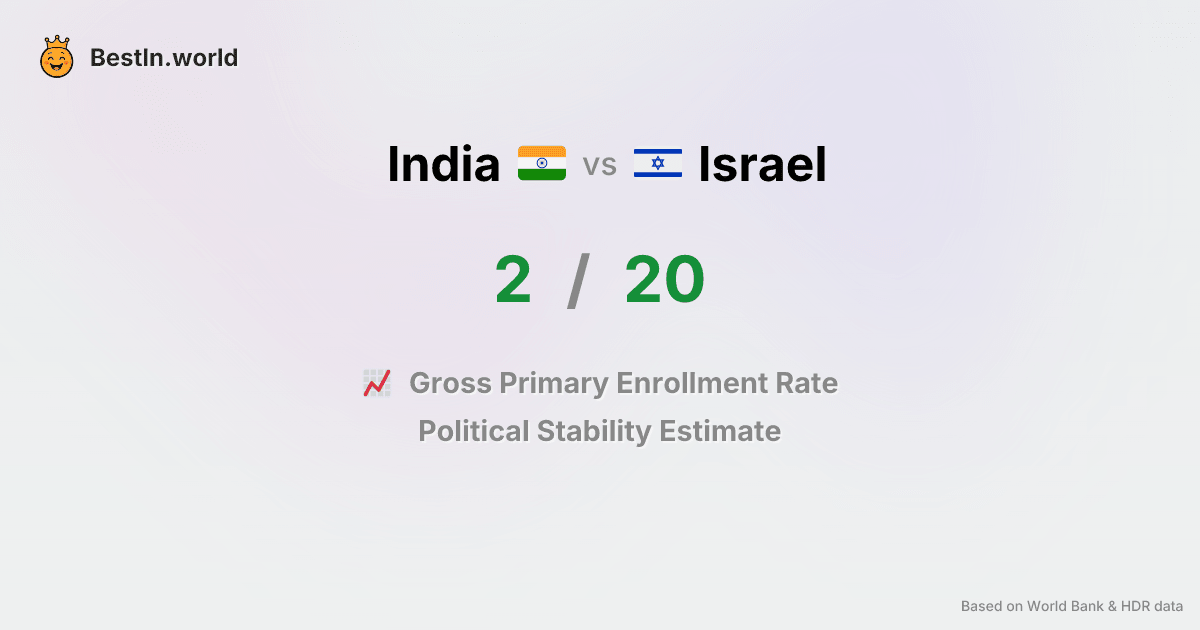 BestIn.world
India vs Israel
2 / 20
Gross Primary Enrollment Rate
Political Stability Estimate
Based on World Bank & HDR data